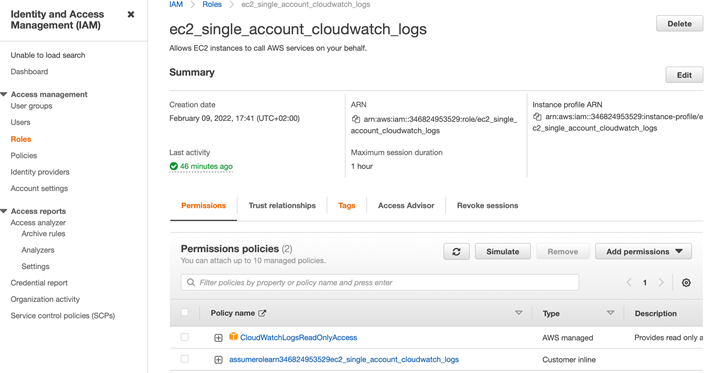 Identity and Access
Management (IAM)
Unable to load search
Dashboard
Access management
User groups
Users
Roles
Policies
Identity providers
Account settings
Access reports
Access analyzer
Archive rules
Analyzers
Settings
Credential report
Organization activity
Service control policies (SCPs)
IAM > Roles > ec2_single_account_cloudwatch_logs
ec2_single_account_cloudwatch_logs
Delete
Allows EC2 instances to call AWS services on your behalf.
Summary
Edit
Creation date
February 09, 2022, 17:41 (UTC+02:00)
ARN
arn:aws:iam::346824953529:role/ec2_single_
account_cloudwatch_logs
Instance profile ARN
arn:aws:iam::346824953529:instance-profile/e
c2_single_account_cloudwatch_logs
Last activity
46 minutes ago
Maximum session duration
1 hour
Permissions Trust relationships Tags Access Advisor Revoke sessions
Permissions policies (2)
You can attach up to 10 managed policies.
Simulate Remove Add permissions
Filter policies by property or policy name and press enter
1
Policy name Type Description
CloudWatchLogsReadOnlyAccess AWS managed Provides read only a
assumerolearn346824953529ec2_single_account_cloudwatch_logs Customer inline